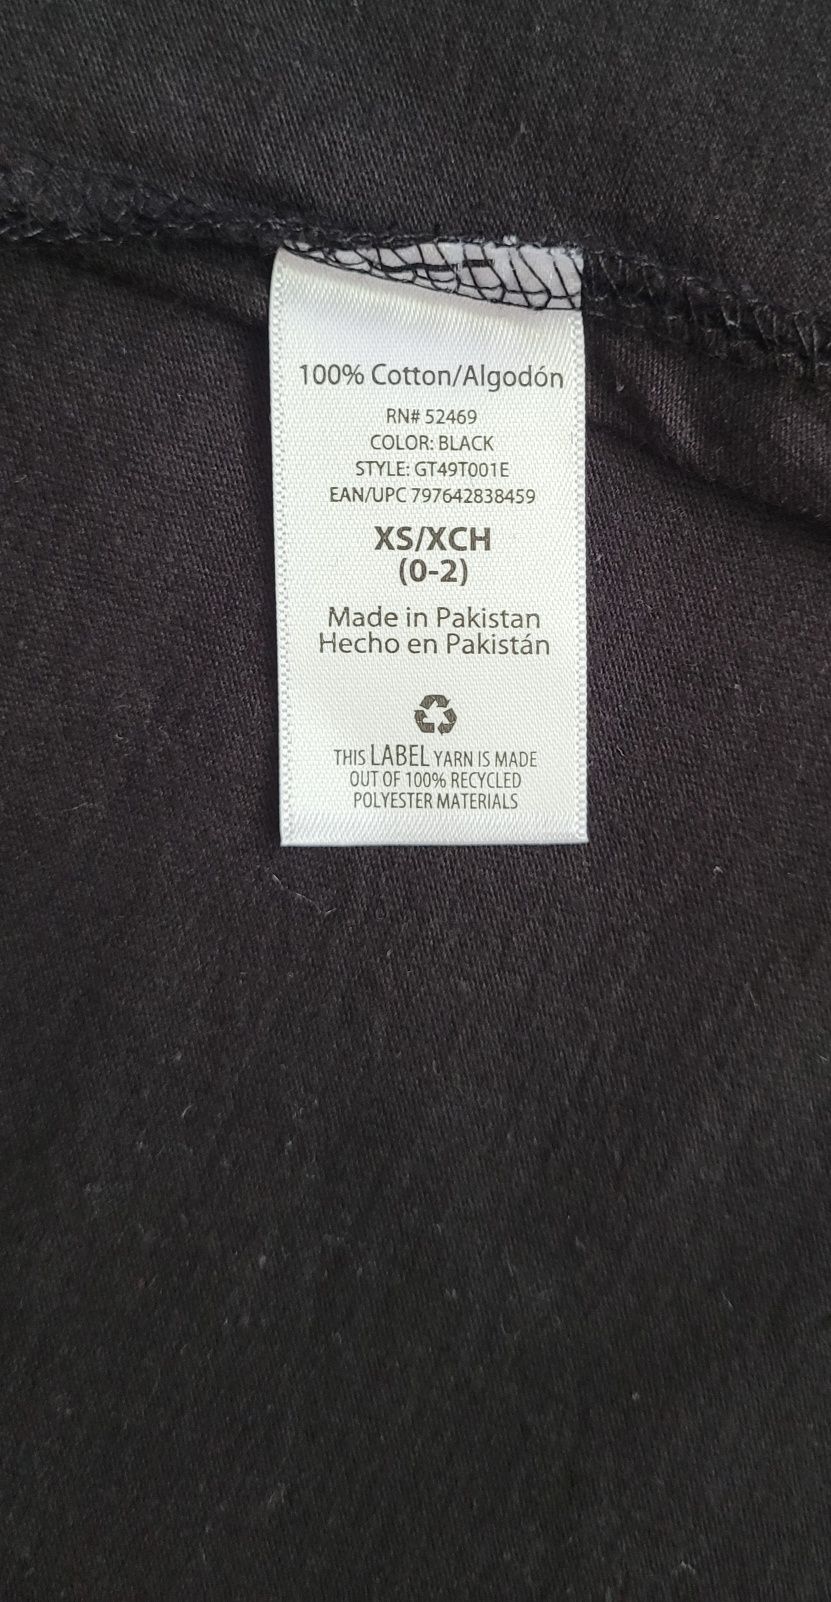 100% Cotton/Algodón
RN# 52469
COLOR: BLACK
STYLE: GT49T001E
EAN/UPC 797642838459
XS/XCH
(0-2)
Made in Pakistan
Hecho en Pakistán
THIS LABEL YARN IS MADE
OUT OF 100% RECYCLED
POLYESTER MATERIALS